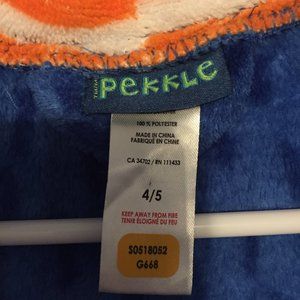 PEKKLE
100 % POLYESTER
MADE IN CHINA
FABRIQUÉ EN CHINE
CA 34702 / RN 111433
4/5
KEEP AWAY FROM FIRE
TENIR ÉLOIGNÉ DU FEU
S0518052
G668